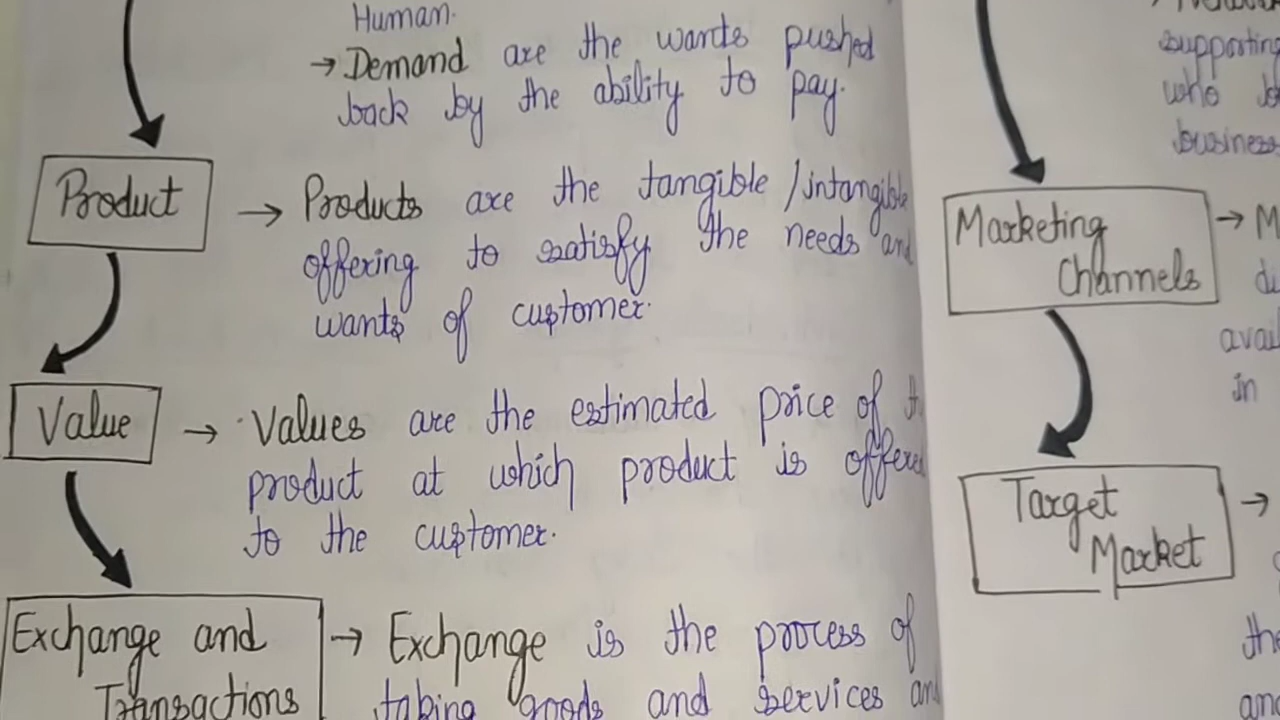 Human.
→ Demand are the wants pushed
back by the ability to pay.
Product → Products are the tangible / intangible
offering to satisfy the needs and
wants of customer.
Value → Values are the estimated price of
product at which product is
to the customer.
Exchange and
Transactions
→ Exchange is the process of
taking goods and services
supporting
who
business
Marketing
Channels →
in
Target
Market →